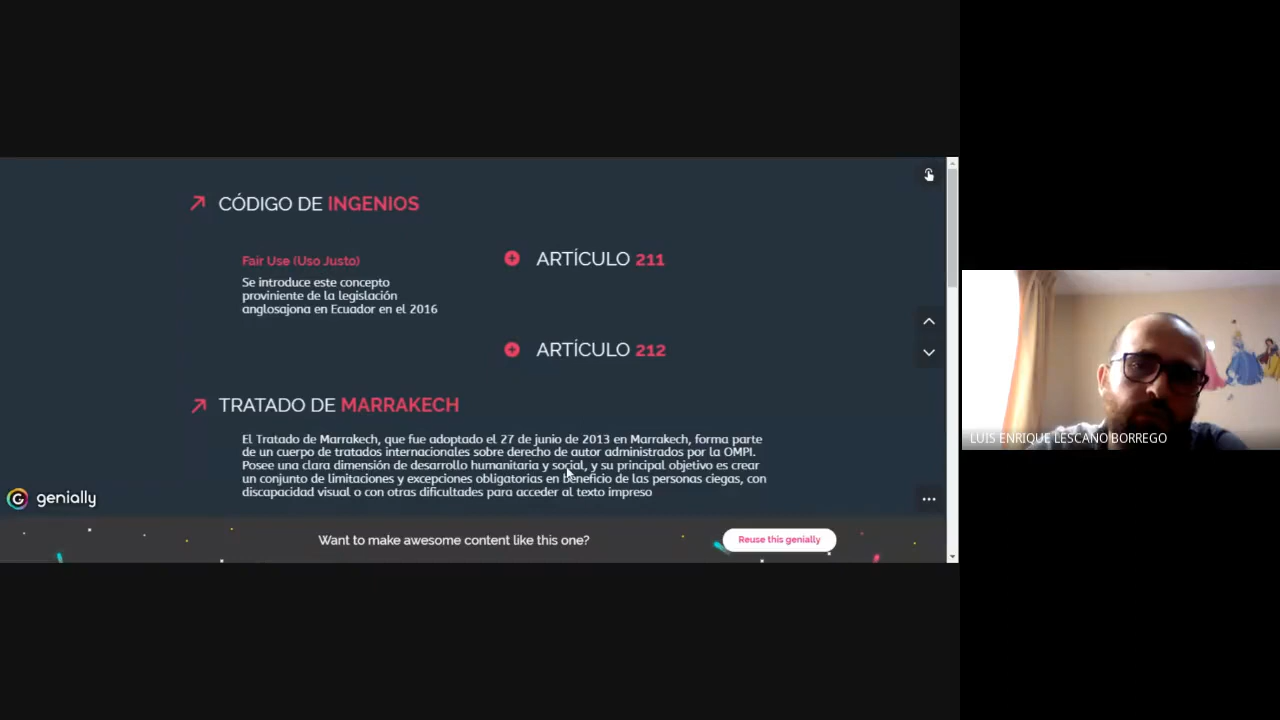 CÓDIGO DE INGENIOS
Fair Use (Uso Justo)
Se introduce este concepto
proviniente de la legislación
anglosajona en Ecuador en el 2016
ARTÍCULO 211
ARTÍCULO 212
TRATADO DE MARRAKECH
El Tratado de Marrakech, que fue adoptado el 27 de junio de 2013 en Marrakech, forma parte
de un cuerpo de tratados internacionales sobre derecho de autor administrados por la OMPI.
Posee una clara dimensión de desarrollo humanitaria y social, y su principal objetivo es crear
un conjunto de limitaciones y excepciones obligatorias en beneficio de las personas ciegas, con
discapacidad visual o con otras dificultades para acceder al texto impreso
genially
Want to make awesome content like this one?
Reuse this genially
LUIS ENRIQUE LESCANO BORREGO